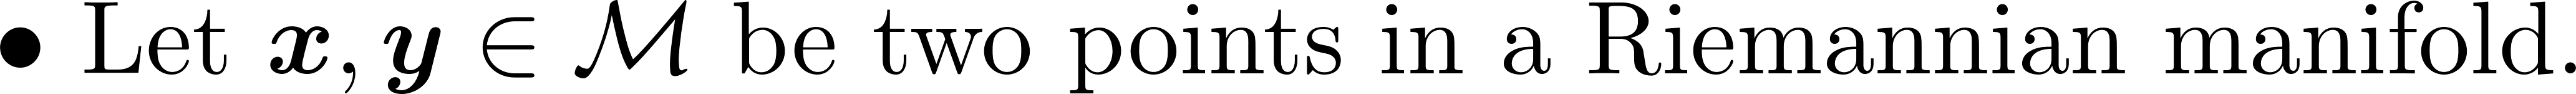 ● Let 𝒙, 𝒚 ∈ ℳ be two points in a Riemannian manifold.